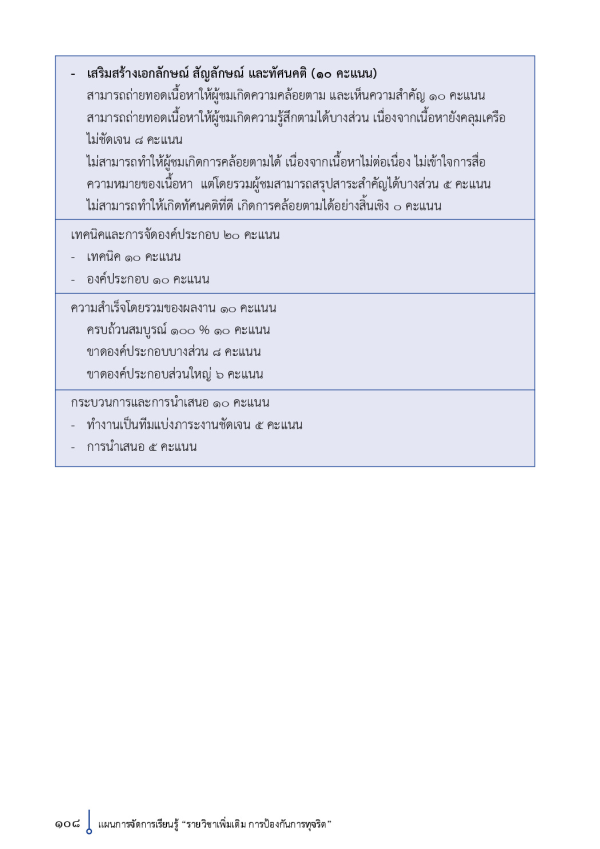 - เสริมสร้างเอกลักษณ์ สัญลักษณ์ และทัศนคติ (๑๐ คะแนน)
สามารถถ่ายทอดเนื้อหาให้ผู้ชมเกิดความคล้อยตาม และเห็นความสำคัญ ๑๐ คะแนน
สามารถถ่ายทอดเนื้อหาให้ผู้ชมเกิดความรู้สึกตามได้บางส่วน เนื่องจากเนื้อหายังคลุมเครือ
ไม่ชัดเจน ๘ คะแนน
ไม่สามารถทำให้ผู้ชมเกิดการคล้อยตามได้ เนื่องจากเนื้อหาไม่ต่อเนื่อง ไม่เข้าใจการสื่อ
ความหมายของเนื้อหา แต่โดยรวมผู้ชมสามารถสรุปสาระสำคัญได้บางส่วน ๕ คะแนน
ไม่สามารถทำให้เกิดทัศนคติที่ดี เกิดการคล้อยตามได้อย่างสิ้นเชิง ๐ คะแนน
เทคนิคและการจัดองค์ประกอบ ๒๐ คะแนน
- เทคนิค ๑๐ คะแนน
- องค์ประกอบ ๑๐ คะแนน
ความสำเร็จโดยรวมของผลงาน ๑๐ คะแนน
ครบถ้วนสมบูรณ์ ๑๐๐ % ๑๐ คะแนน
ขาดองค์ประกอบบางส่วน ๘ คะแนน
ขาดองค์ประกอบส่วนใหญ่ ๖ คะแนน
กระบวนการและการนำเสนอ ๑๐ คะแนน
- ทำงานเป็นทีมแบ่งภาระงานชัดเจน ๕ คะแนน
- การนำเสนอ ๕ คะแนน
๑๐๘ แผนการจัดการเรียนรู้ “รายวิชาเพิ่มเติม การป้องกันการทุจริต”